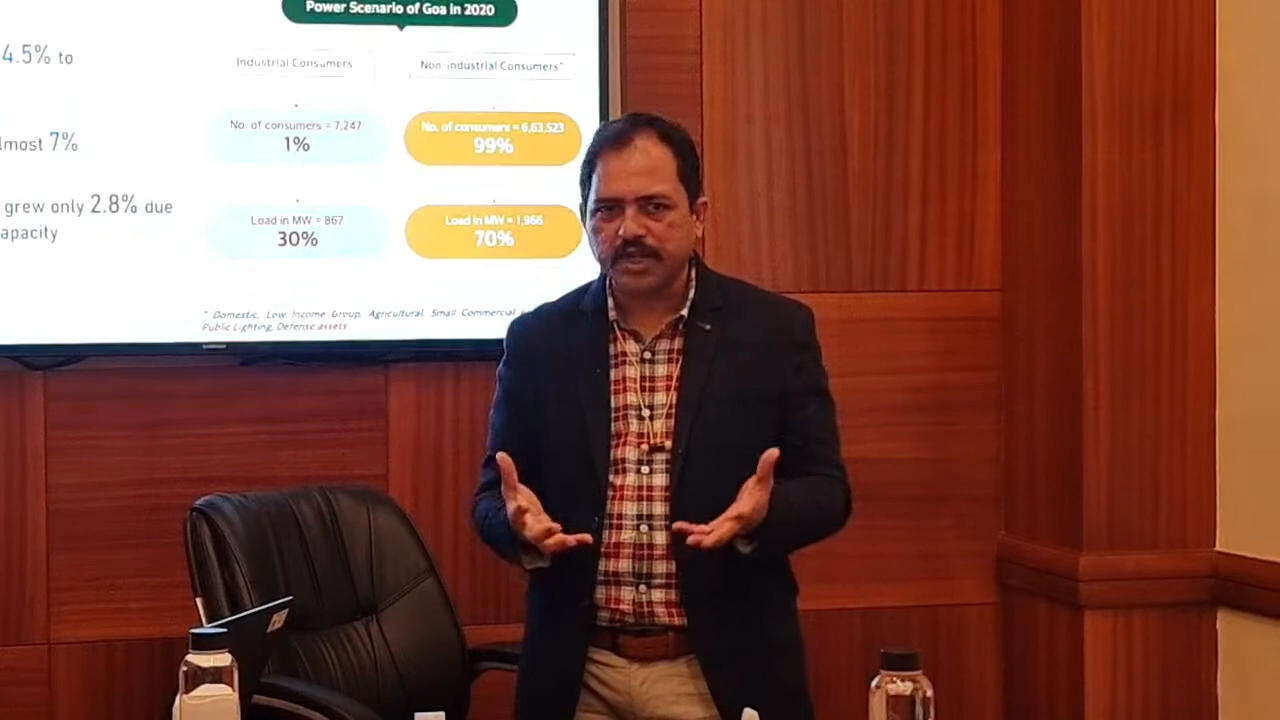 Power Scenario of Goa in 2020
4.5% to
Industrial Consumers
Non-industrial Consumers*
No. of consumers = 7,247
1%
No. of consumers = 6,63,523
99%
lmost 7%
grew only 2.8% due
apacity
Load in MW = 867
30%
Load in MW = 1,966
70%
* Domestic, Low Income Group, Agricultural, Small Commercial
Public Lighting, Defense assets